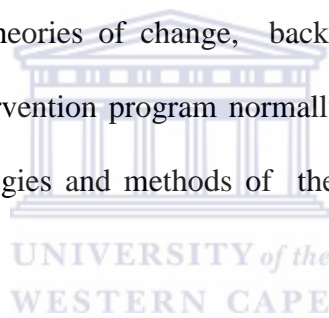 heories of change, back
rvention program normall
gies and methods of the
UNIVERSITY of the
WESTERN CAPE